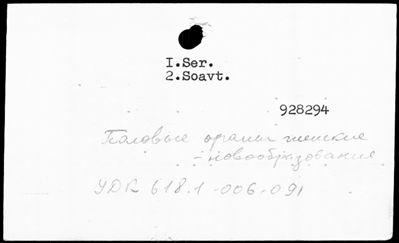 I.Ser.
2.Soavt.
928294
Половые органы женские
- новообразования
УДК 618.1-006-091